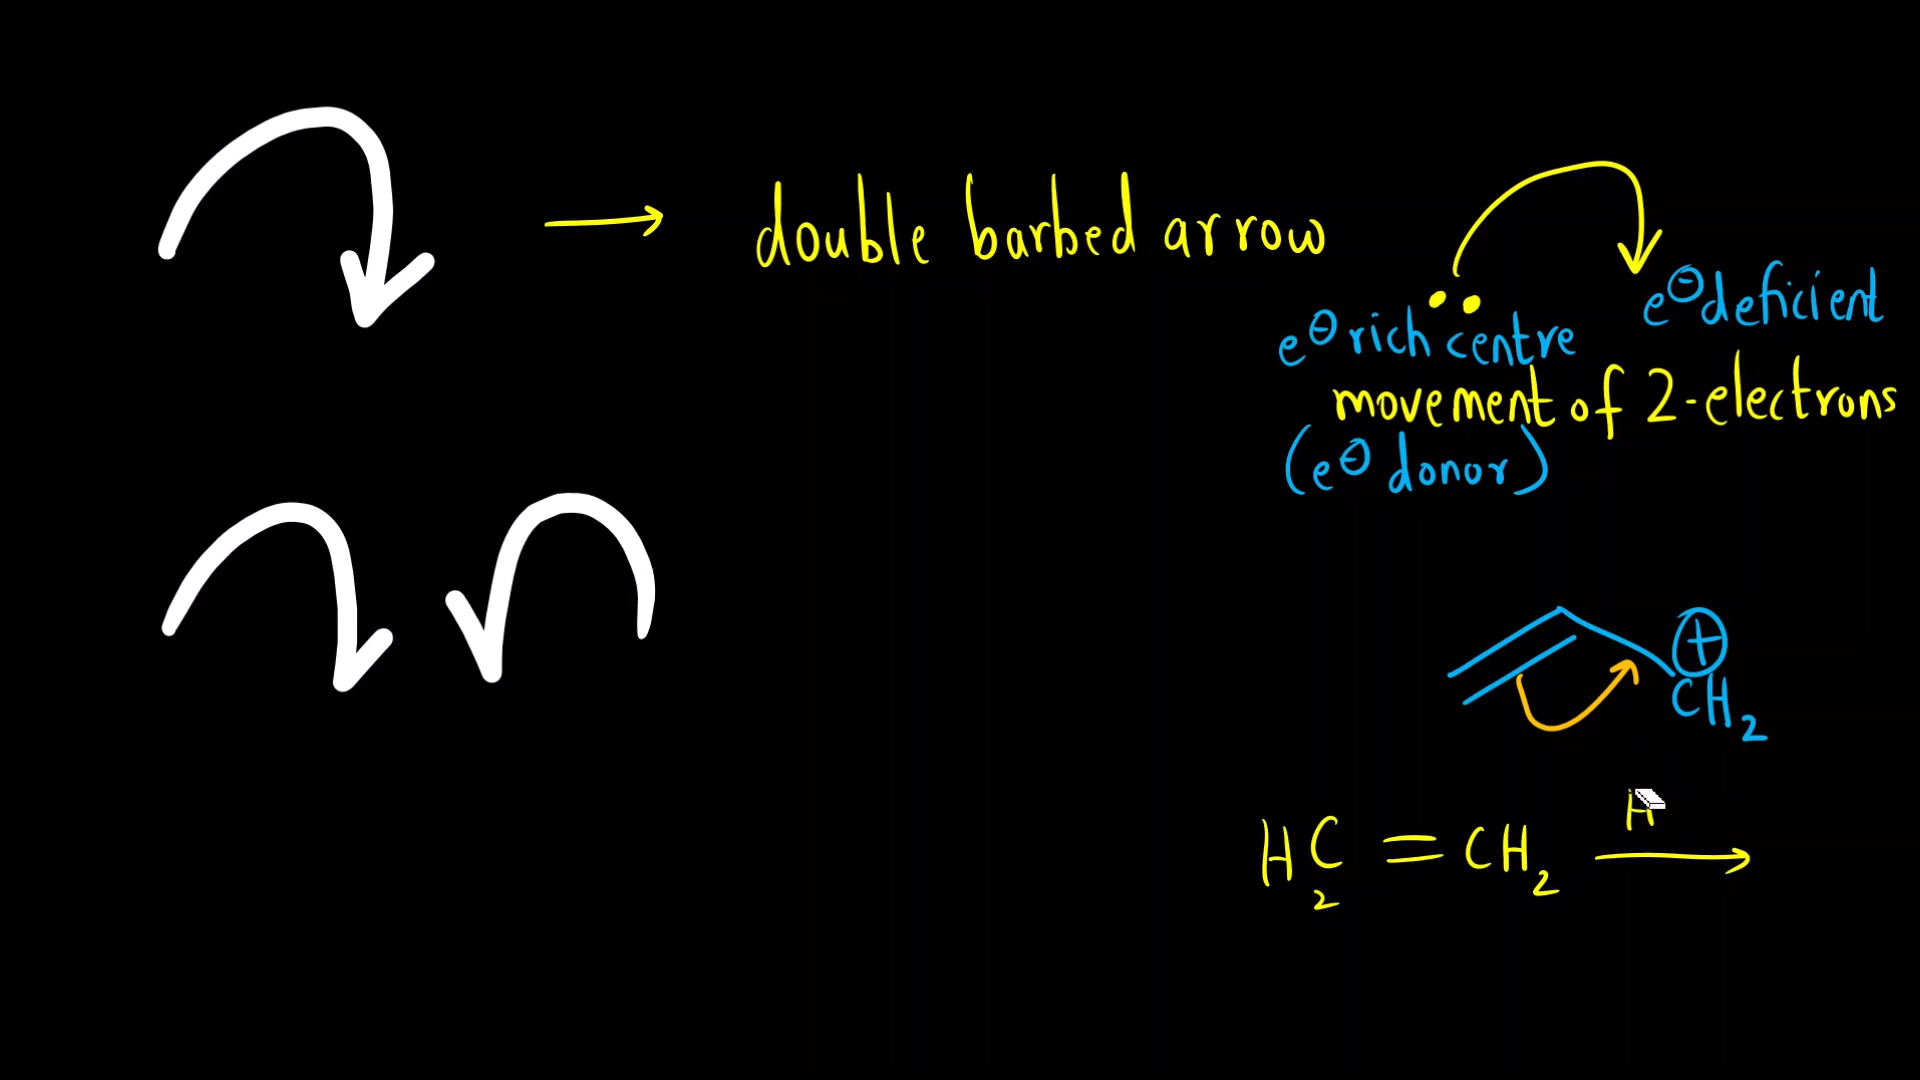 → double barbed arrow
e⊖ rich centre
e⊖ deficient
movement of 2-electrons
(e⊖ donor)
⊕
CH₂
H
H₂C = CH₂ →